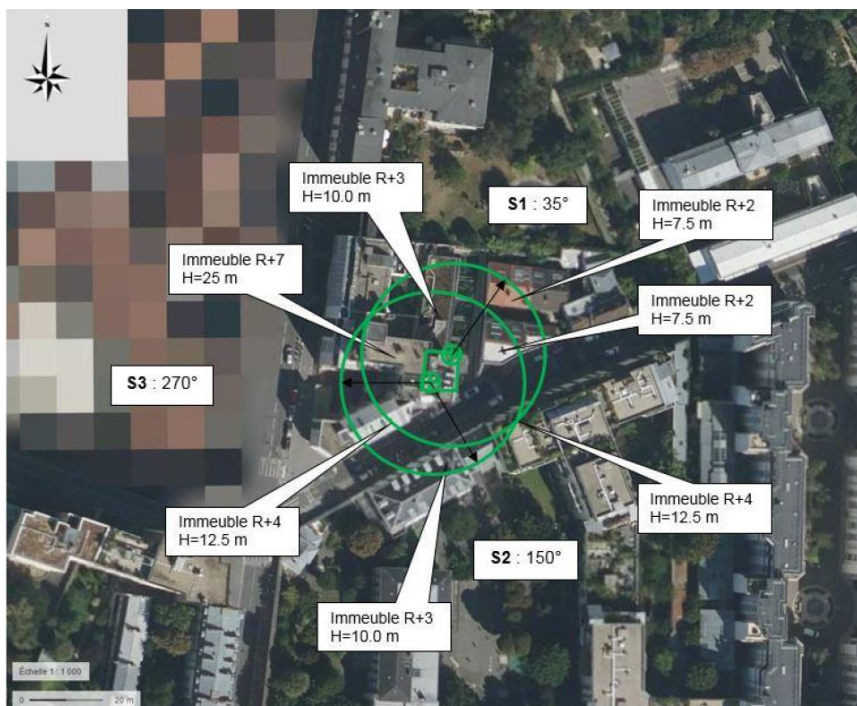 N
Immeuble R+3
H=10.0 m
S1 : 35°
Immeuble R+2
H=7.5 m
Immeuble R+7
H=25 m
Immeuble R+2
H=7.5 m
S3 : 270°
Immeuble R+4
H=12.5 m
Immeuble R+4
H=12.5 m
S2 : 150°
Immeuble R+3
H=10.0 m
Échelle 1 : 1 000
0 20 m